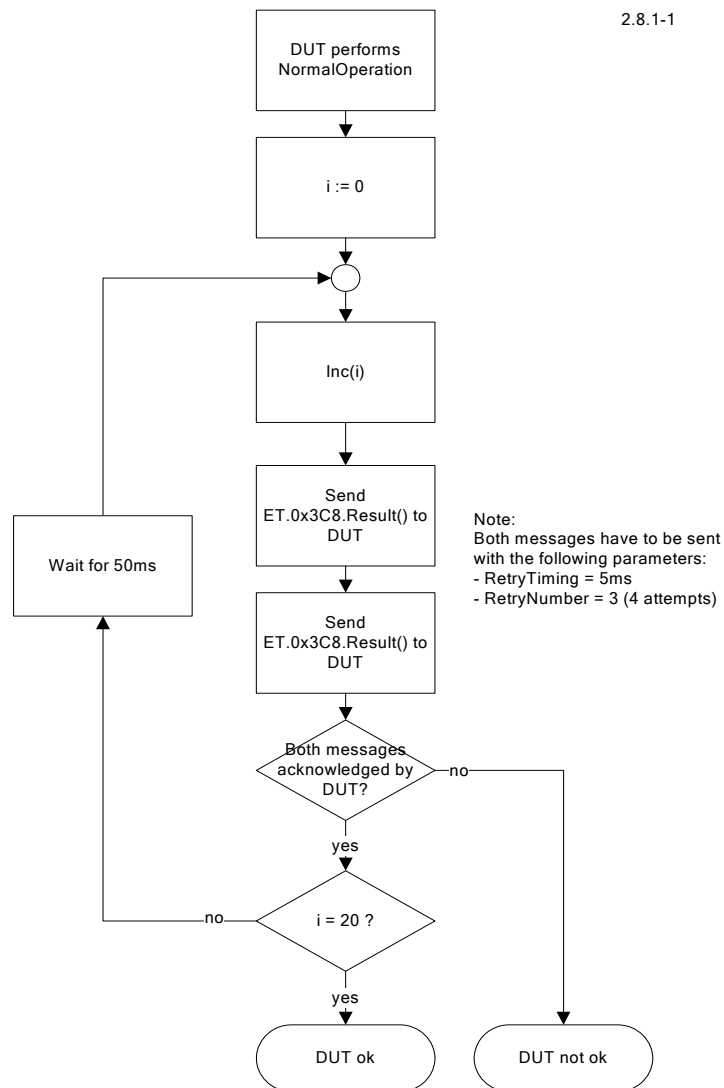 2.8.1-1
DUT performs
NormalOperation
i := 0
Inc(i)
Send
ET.0x3C8.Result() to
DUT
Note:
Both messages have to be sent
with the following parameters:
- RetryTiming = 5ms
- RetryNumber = 3 (4 attempts)
Wait for 50ms
Send
ET.0x3C8.Result() to
DUT
Both messages
acknowledged by
DUT?
no
yes
i = 20 ?
no
yes
DUT ok
DUT not ok